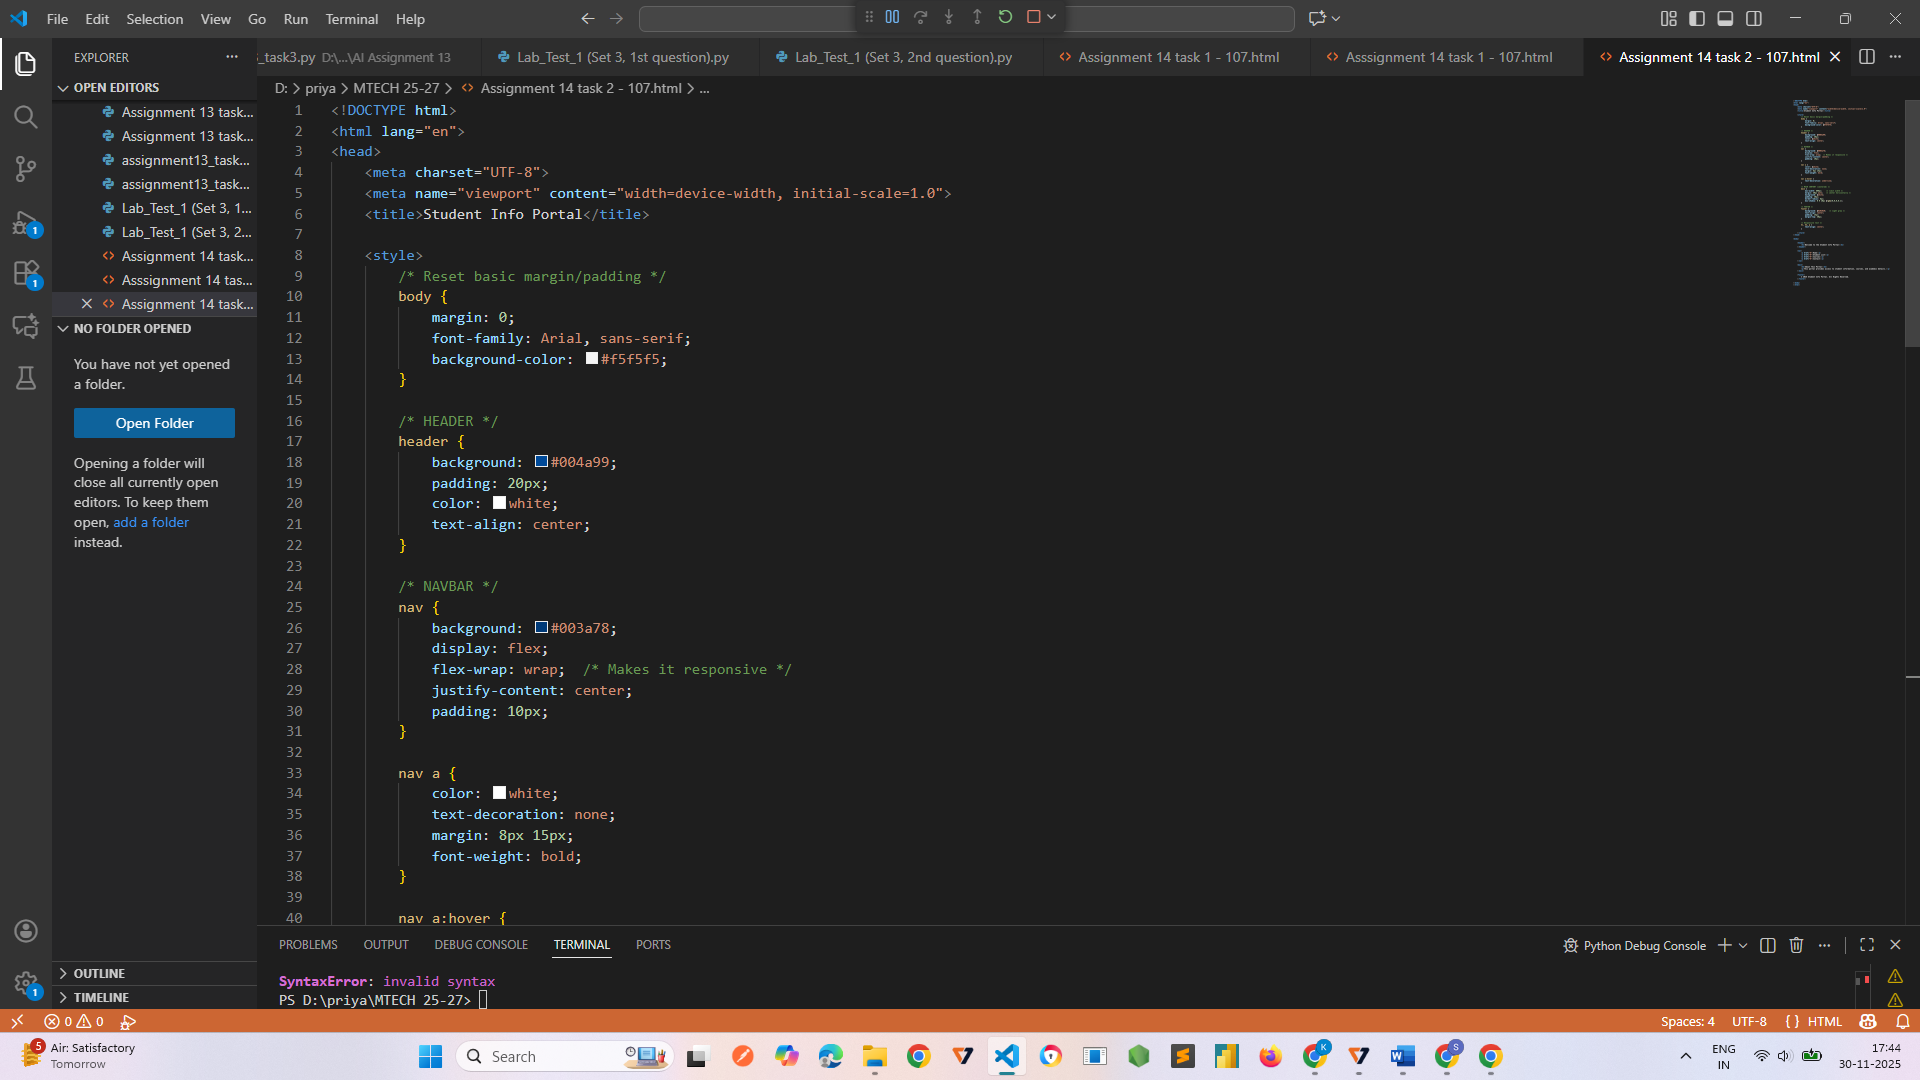 File Edit Selection View Go Run Terminal Help
EXPLORER
OPEN EDITORS
Assignment 13 task...
Assignment 13 task...
assignment13_task...
assignment13_task...
Lab_Test_1 (Set 3, 1...
Lab_Test_1 (Set 3, 2...
Assignment 14 tas...
Asssignment 14 tas...
Assignment 14 task...
NO FOLDER OPENED
You have not yet opened
a folder.
Open Folder
Opening a folder will
close all currently open
editors. To keep them
open, add a folder
instead.
OUTLINE
TIMELINE
_task3.py D:\...\AI Assignment 13
Lab_Test_1 (Set 3, 1st question).py
Lab_Test_1 (Set 3, 2nd question).py
Assignment 14 task 1 - 107.html
Asssignment 14 task 1 - 107.html
Assignment 14 task 2 - 107.html
D: > priya > MTECH 25-27 > Assignment 14 task 2 - 107.html > ...
1 <!DOCTYPE html>
2 <html lang="en">
3 <head>
4 <meta charset="UTF-8">
5 <meta name="viewport" content="width=device-width, initial-scale=1.0">
6 <title>Student Info Portal</title>
7
8 <style>
9 /* Reset basic margin/padding */
10 body {
11 margin: 0;
12 font-family: Arial, sans-serif;
13 background-color: #f5f5f5;
14 }
15
16 /* HEADER */
17 header {
18 background: #004a99;
19 padding: 20px;
20 color: white;
21 text-align: center;
22 }
23
24 /* NAVBAR */
25 nav {
26 background: #003a78;
27 display: flex;
28 flex-wrap: wrap; /* Makes it responsive */
29 justify-content: center;
30 padding: 10px;
31 }
32
33 nav a {
34 color: white;
35 text-decoration: none;
36 margin: 8px 15px;
37 font-weight: bold;
38 }
39
40 nav a:hover {
PROBLEMS OUTPUT DEBUG CONSOLE TERMINAL PORTS
Python Debug Console
SyntaxError: invalid syntax
PS D:\priya\MTECH 25-27>
0 0
Spaces: 4 UTF-8 { } HTML
1
1
1
5
Air: Satisfactory
Tomorrow
Search
K
S
ENG
IN
17:44
30-11-2025